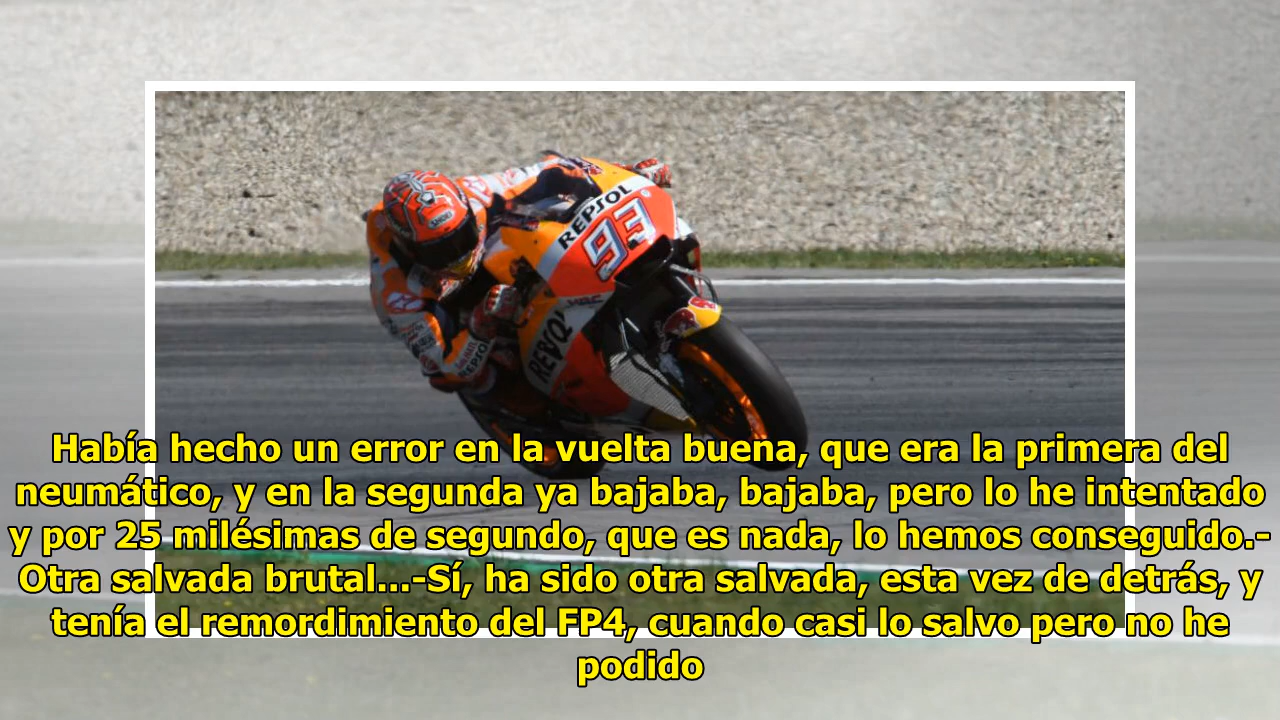 REPSOL
93
REPSOL
Había hecho un error en la vuelta buena, que era la primera del
neumático, y en la segunda ya bajaba, bajaba, pero lo he intentado
y por 25 milésimas de segundo, que es nada, lo hemos conseguido.-
Otra salvada brutal...-Sí, ha sido otra salvada, esta vez de detrás, y
tenía el remordimiento del FP4, cuando casi lo salvo pero no he
podido